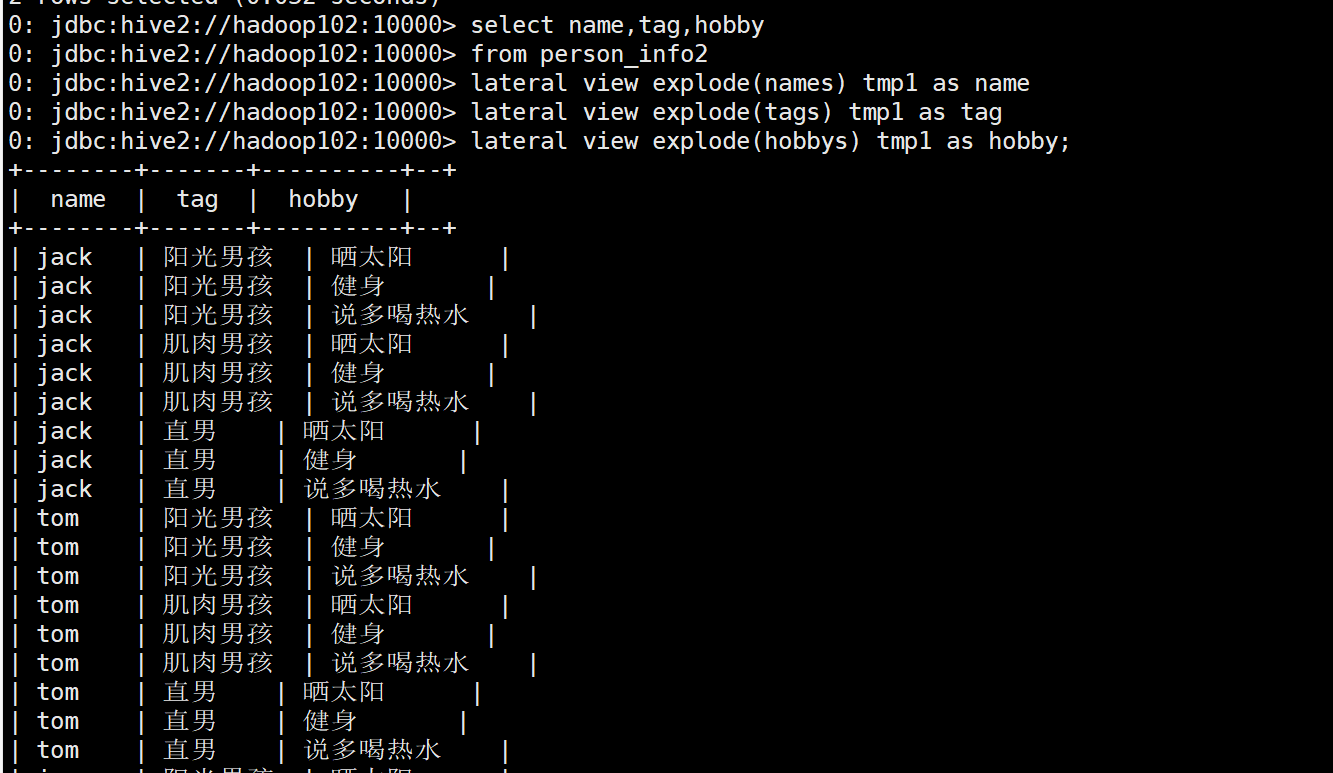 2 rows selected (0.052 seconds)
0: jdbc:hive2://hadoop102:10000> select name,tag,hobby
0: jdbc:hive2://hadoop102:10000> from person_info2
0: jdbc:hive2://hadoop102:10000> lateral view explode(names) tmp1 as name
0: jdbc:hive2://hadoop102:10000> lateral view explode(tags) tmp1 as tag
0: jdbc:hive2://hadoop102:10000> lateral view explode(hobbys) tmp1 as hobby;
+--------+-------+----------+--+
| name | tag | hobby |
+--------+-------+----------+--+
| jack | 阳光男孩 | 晒太阳 |
| jack | 阳光男孩 | 健身 |
| jack | 阳光男孩 | 说多喝热水 |
| jack | 肌肉男孩 | 晒太阳 |
| jack | 肌肉男孩 | 健身 |
| jack | 肌肉男孩 | 说多喝热水 |
| jack | 直男 | 晒太阳 |
| jack | 直男 | 健身 |
| jack | 直男 | 说多喝热水 |
| tom | 阳光男孩 | 晒太阳 |
| tom | 阳光男孩 | 健身 |
| tom | 阳光男孩 | 说多喝热水 |
| tom | 肌肉男孩 | 晒太阳 |
| tom | 肌肉男孩 | 健身 |
| tom | 肌肉男孩 | 说多喝热水 |
| tom | 直男 | 晒太阳 |
| tom | 直男 | 健身 |
| tom | 直男 | 说多喝热水 |